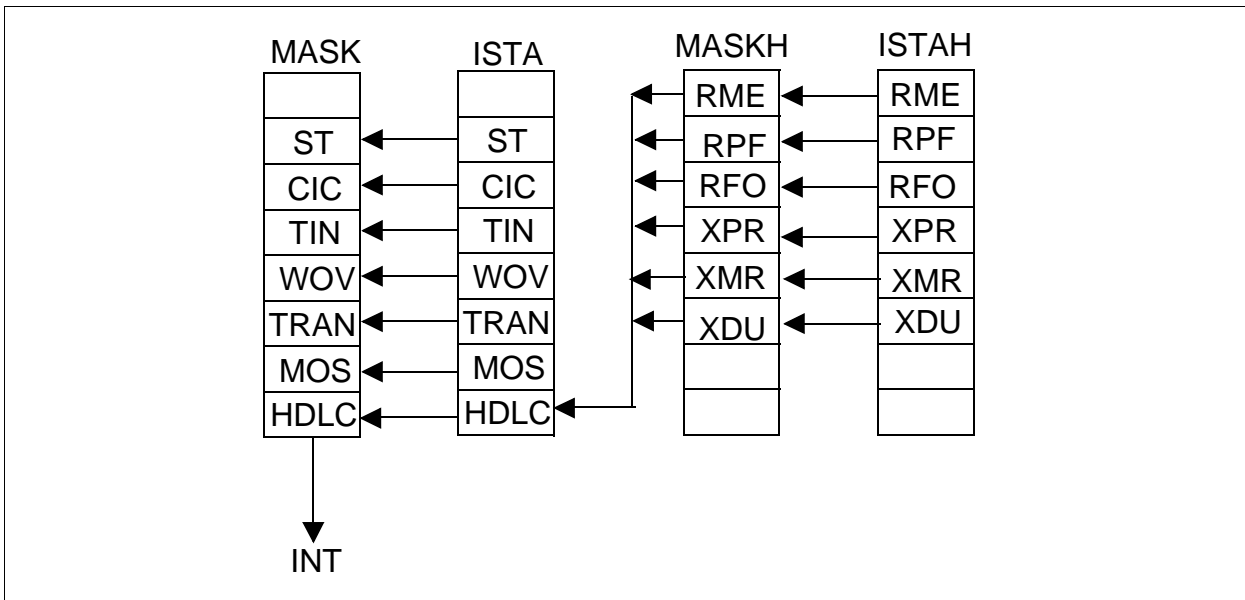 MASK ISTA MASKH ISTAH
RME RME
ST ST RPF RPF
CIC CIC RFO RFO
TIN TIN XPR XPR
WOV WOV XMR XMR
TRAN TRAN XDU XDU
MOS MOS
HDLC HDLC
INT